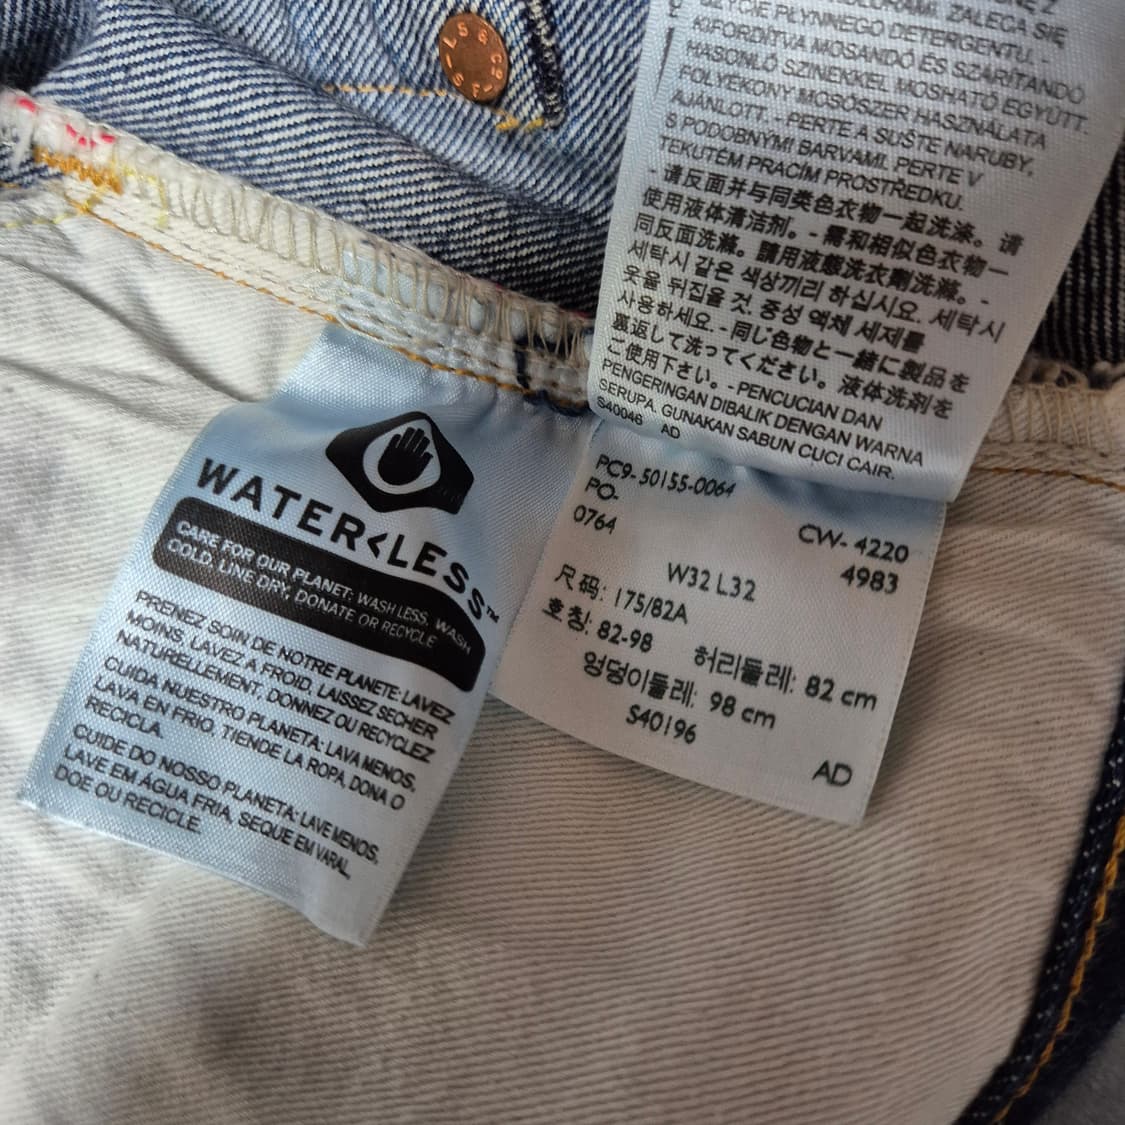 LS&CO
SF
ZALECA SIĘ
UŻYCIE PŁYNNEGO DETERGENTU. -
KIFORDÍTVA MOSANDÓ ÉS SZÁRÍTANDÓ
HASONLÓ SZÍNEKKEL MOSHATÓ EGYÜTT.
FOLYÉKONY MOSÓSZER HASZNÁLATA
AJÁNLOTT. - PERTE A SUŠTE NARUBY,
S PODOBNÝMI BARVAMI. PERTE V
TEKUTÉM PRACÍM PROSTŘEDKU.
- 请反面并与同类色衣物一起洗涤。请
使用液体清洁剂。- 需和相似色衣物一
同反面洗滌。請用液態洗衣劑洗滌。-
세탁시 같은 색상끼리 하십시요. 세탁시
옷을 뒤집을 것. 중성 액체 세제를
사용하세요. - 同じ色物と一緒に製品を
裏返して洗ってください。液体洗剤を
ご使用下さい。- PENCUCIAN DAN
PENGERINGAN DIBALIK DENGAN WARNA
SERUPA. GUNAKAN SABUN CUCI CAIR.
S40046 AD
WATER<LESS™
CARE FOR OUR PLANET: WASH LESS, WASH
COLD, LINE DRY, DONATE OR RECYCLE
PRENEZ SOIN DE NOTRE PLANETE: LAVEZ
MOINS, LAVEZ A FROID, LAISSEZ SECHER
NATURELLEMENT, DONNEZ OU RECYCLEZ
CUIDA NUESTRO PLANETA: LAVA MENOS,
LAVA EN FRIO, TIENDE LA ROPA, DONA O
RECICLA.
CUIDE DO NOSSO PLANETA: LAVE MENOS,
LAVE EM ÁGUA FRIA, SEQUE EM VARAL,
DOE OU RECICLE.
PC9- 50155-0064
PO-
0764
CW- 4220
4983
W32 L32
尺码: 175/82A
호칭: 82-98 허리둘레: 82 cm
엉덩이둘레: 98 cm
S40196
AD